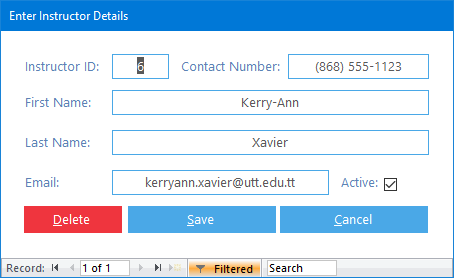 Enter Instructor Details
Instructor ID: 6 Contact Number: (868) 555-1123
First Name: Kerry-Ann
Last Name: Xavier
Email: kerryann.xavier@utt.edu.tt Active:
Delete Save Cancel
Record: 1 of 1 Filtered Search